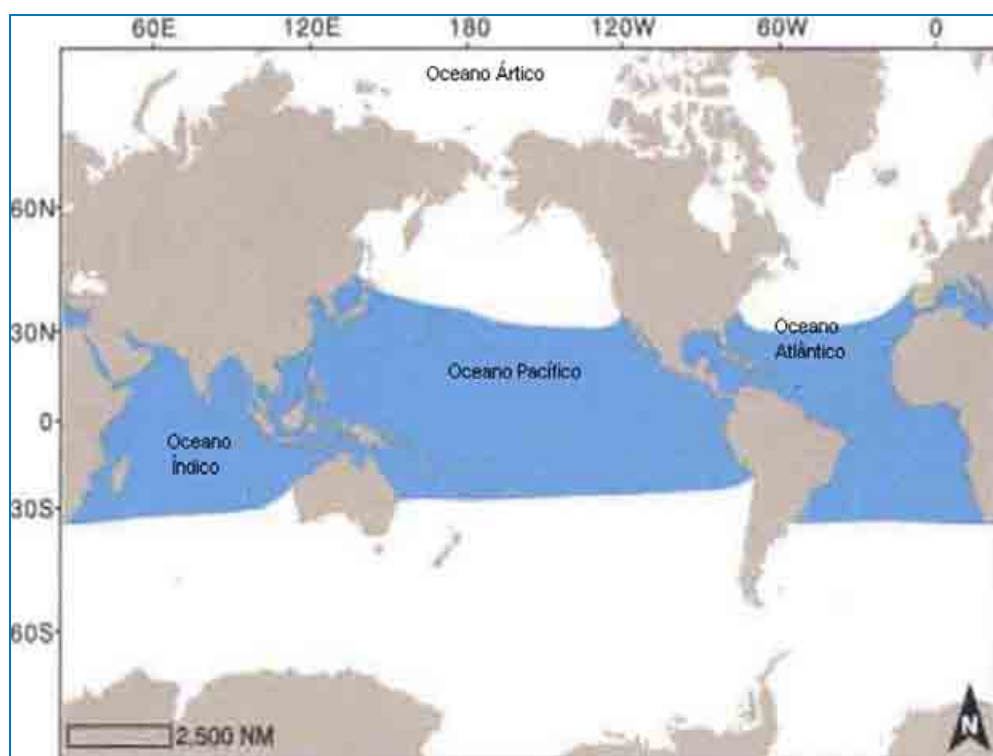 60E 120E 180 120W 60W 0
Oceano Ártico
60N
30N
Oceano
Atlântico
Oceano Pacífico
0
Oceano
Índico
30S
60S
2,500 NM
N